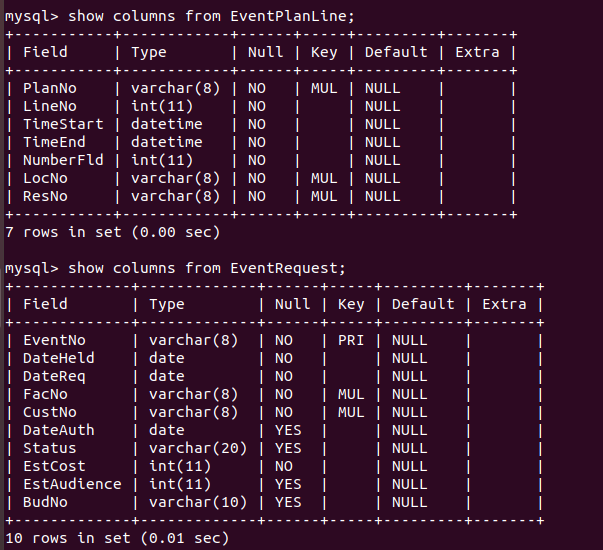 mysql> show columns from EventPlanLine;
+-----------+------------+------+-----+---------+-------+
| Field     | Type       | Null | Key | Default | Extra |
+-----------+------------+------+-----+---------+-------+
| PlanNo    | varchar(8) | NO   | MUL | NULL    |       |
| LineNo    | int(11)    | NO   |     | NULL    |       |
| TimeStart | datetime   | NO   |     | NULL    |       |
| TimeEnd   | datetime   | NO   |     | NULL    |       |
| NumberFld | int(11)    | NO   |     | NULL    |       |
| LocNo     | varchar(8) | NO   | MUL | NULL    |       |
| ResNo     | varchar(8) | NO   | MUL | NULL    |       |
+-----------+------------+------+-----+---------+-------+
7 rows in set (0.00 sec)
mysql> show columns from EventRequest;
+-------------+-------------+------+-----+---------+-------+
| Field       | Type        | Null | Key | Default | Extra |
+-------------+-------------+------+-----+---------+-------+
| EventNo     | varchar(8)  | NO   | PRI | NULL    |       |
| DateHeld    | date        | NO   |     | NULL    |       |
| DateReq     | date        | NO   |     | NULL    |       |
| FacNo       | varchar(8)  | NO   | MUL | NULL    |       |
| CustNo      | varchar(8)  | NO   | MUL | NULL    |       |
| DateAuth    | date        | YES  |     | NULL    |       |
| Status      | varchar(20) | YES  |     | NULL    |       |
| EstCost     | int(11)     | NO   |     | NULL    |       |
| EstAudience | int(11)     | YES  |     | NULL    |       |
| BudNo       | varchar(10) | YES  |     | NULL    |       |
+-------------+-------------+------+-----+---------+-------+
10 rows in set (0.01 sec)